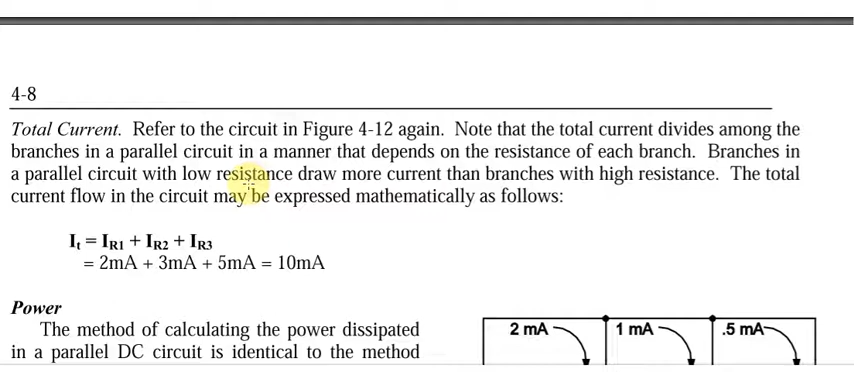 4-8
Total Current. Refer to the circuit in Figure 4-12 again. Note that the total current divides among the
branches in a parallel circuit in a manner that depends on the resistance of each branch. Branches in
a parallel circuit with low resistance draw more current than branches with high resistance. The total
current flow in the circuit may be expressed mathematically as follows:
It = IR1 + IR2 + IR3
= 2mA + 3mA + 5mA = 10mA
Power
The method of calculating the power dissipated
in a parallel DC circuit is identical to the method
2 mA 1 mA .5 mA